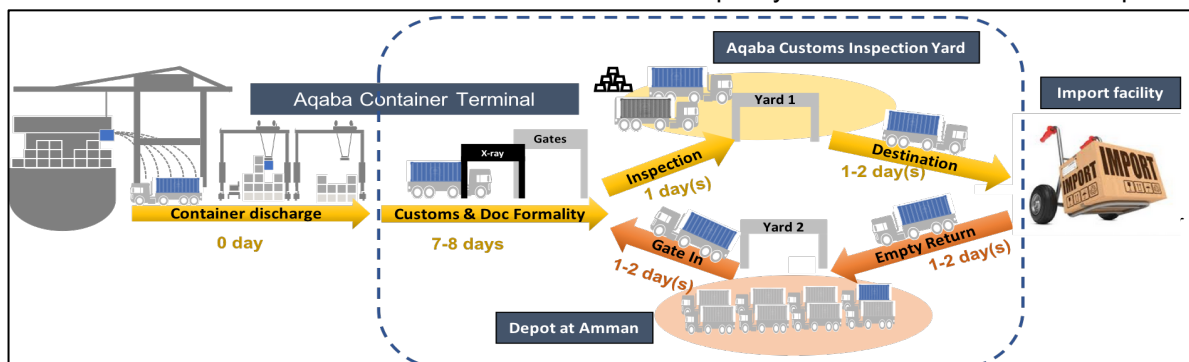 Aqaba Customs Inspection Yard
Aqaba Container Terminal
Import facility
Yard 1
Gates
X-ray
Inspection
1 day(s)
Destination
1-2 day(s)
IMPORT
IMPORT
Container discharge
0 day
Customs & Doc Formality
7-8 days
Gate In
1-2 day(s)
Yard 2
Empty Return
1-2 day(s)
Depot at Amman